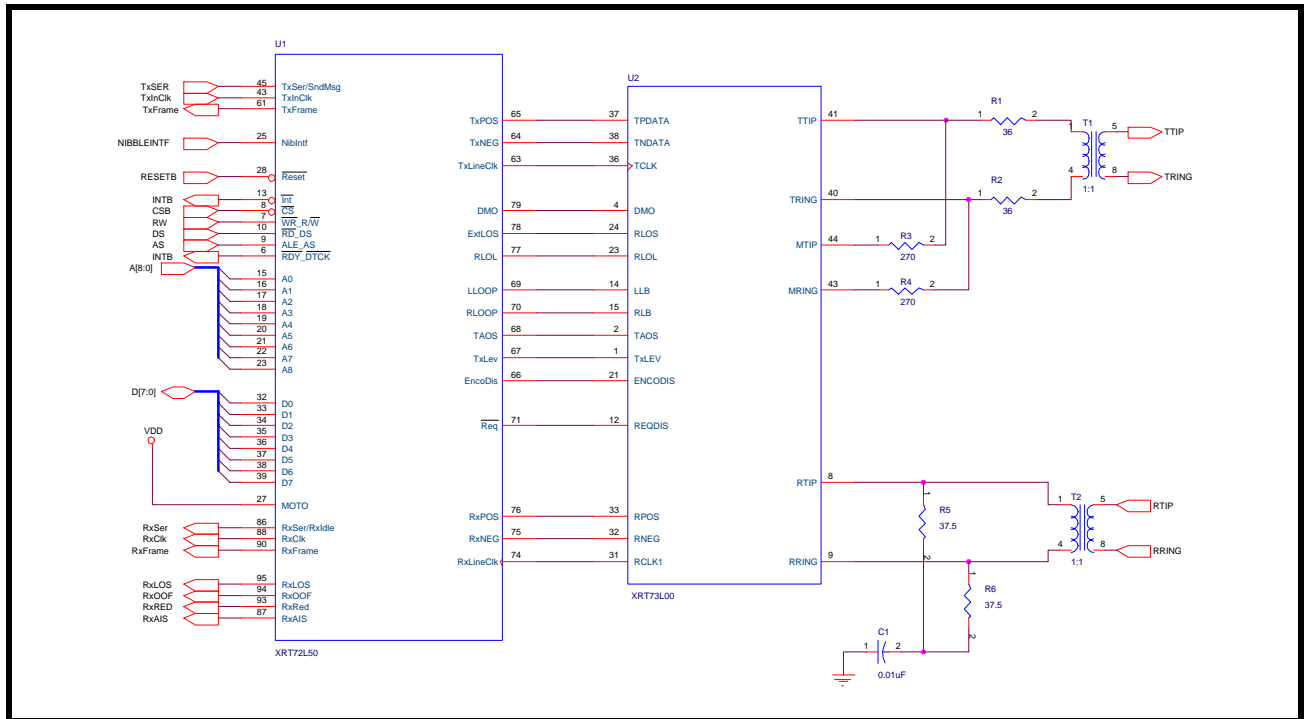 U1
TxSER 45 TxSer/SndMsg
TxInClk 43 TxInClk
TxFrame 61 TxFrame
NIBBLEINTF 25 NibIntf
RESETB 28 Reset
INTB 13 Int
CSB 8 CS
RW 7 WR_R/W
DS 10 RD_DS
AS 9 ALE_AS
INTB 6 RDY_DTCK
A[8:0]
15 A0
16 A1
17 A2
18 A3
19 A4
20 A5
21 A6
22 A7
23 A8
D[7:0]
32 D0
33 D1
34 D2
35 D3
36 D4
37 D5
38 D6
39 D7
VDD
27 MOTO
RxSer 86 RxSer/RxIdle
RxClk 88 RxClk
RxFrame 90 RxFrame
RxLOS 95 RxLOS
RxOOF 94 RxOOF
RxRED 93 RxRed
RxAIS 87 RxAIS
XRT72L50
U2
TxPOS 65 37 TPDATA
TxNEG 64 38 TNDATA
TxLineClk 63 36 TCLK
DMO 79 4 DMO
ExtLOS 78 24 RLOS
RLOL 77 23 RLOL
LLOOP 69 14 LLB
RLOOP 70 15 RLB
TAOS 68 2 TAOS
TxLev 67 1 TxLEV
EncoDis 66 21 ENCODIS
Req 71 12 REQDIS
RxPOS 76 33 RPOS
RxNEG 75 32 RNEG
RxLineClk 74 31 RCLK1
XRT73L00
TTIP 41
TRING 40
MTIP 44
MRING 43
RTIP 8
RRING 9
R1
1 2
36
R2
1 2
36
R3
1 2
270
R4
1 2
270
T1
1 5
4 8
1:1
TTIP
TRING
R5
1
37.5
2
R6
1
37.5
2
T2
1 5
4 8
1:1
RTIP
RRING
C1
1 2
0.01uF